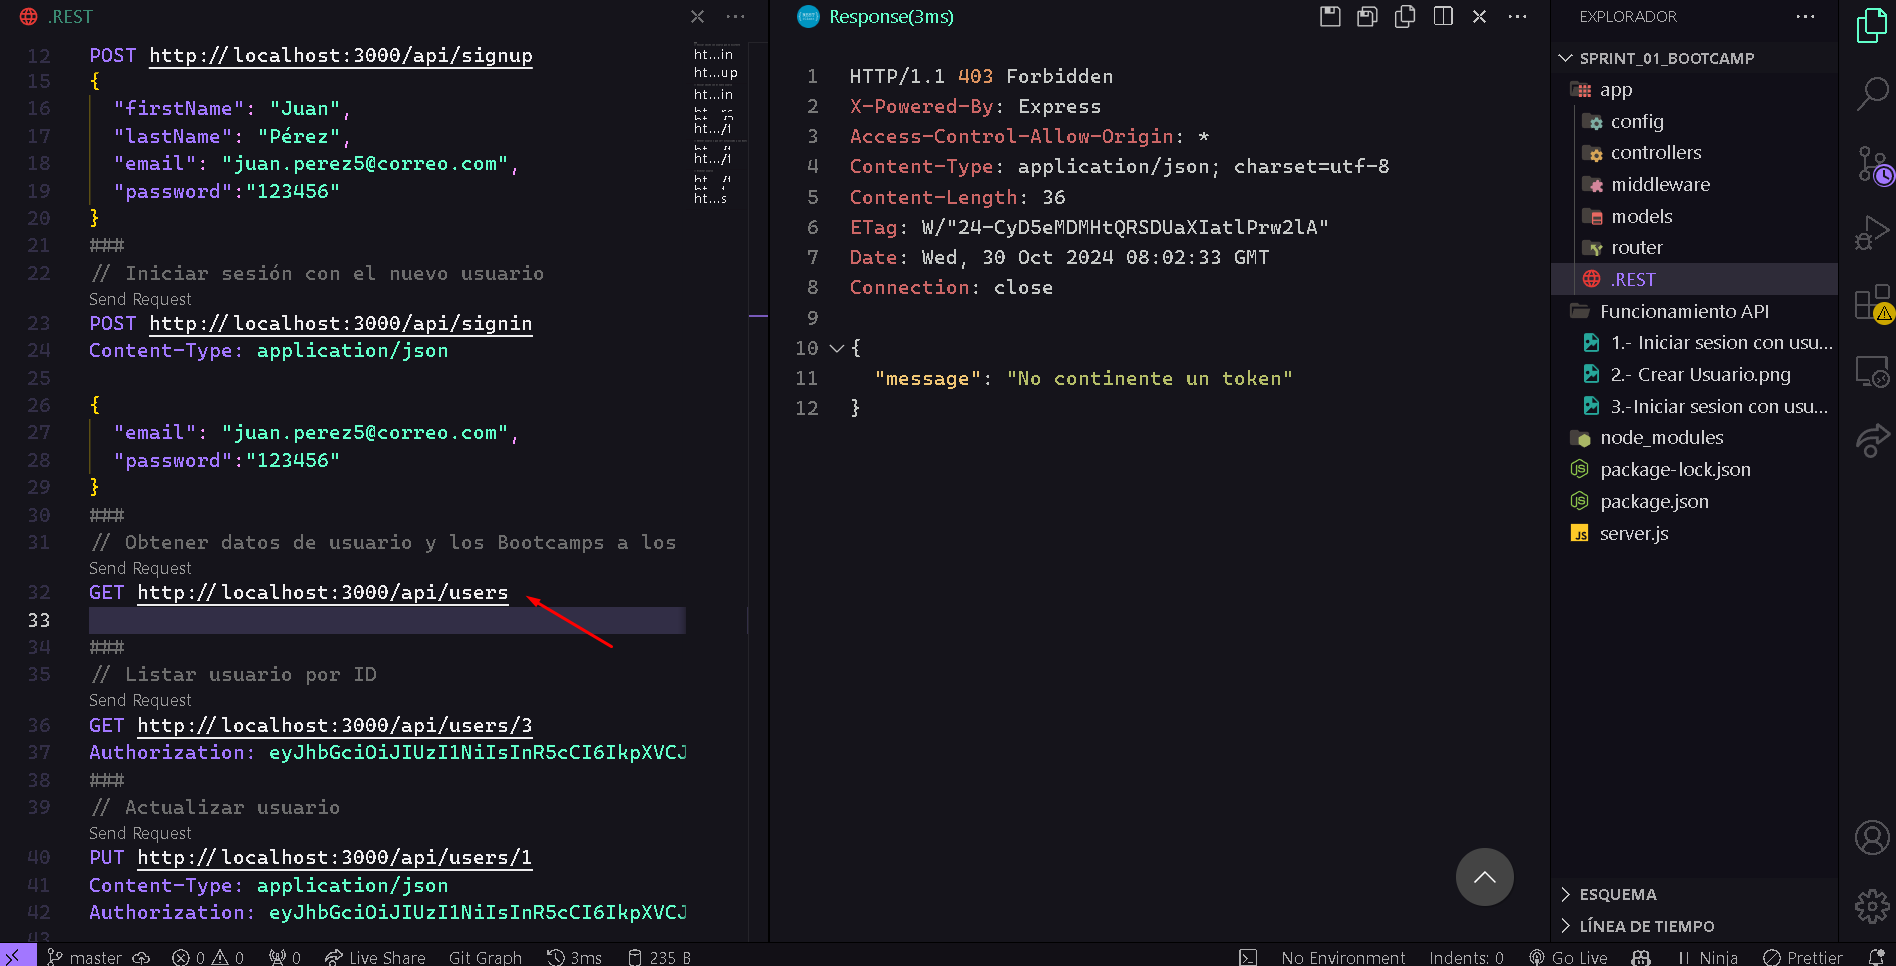 .REST
12 POST http://localhost:3000/api/signup
15 {
16 "firstName": "Juan",
17 "lastName": "Pérez",
18 "email": "juan.perez5@correo.com",
19 "password":"123456"
20 }
21 ###
22 // Iniciar sesión con el nuevo usuario
Send Request
23 POST http://localhost:3000/api/signin
24 Content-Type: application/json
25
26 {
27 "email": "juan.perez5@correo.com",
28 "password":"123456"
29 }
30 ###
31 // Obtener datos de usuario y los Bootcamps a los
Send Request
32 GET http://localhost:3000/api/users
33
34 ###
35 // Listar usuario por ID
Send Request
36 GET http://localhost:3000/api/users/3
37 Authorization: eyJhbGciOiJIUzI1NiIsInR5cCI6IkpXVCJ
38 ###
39 // Actualizar usuario
Send Request
40 PUT http://localhost:3000/api/users/1
41 Content-Type: application/json
42 Authorization: eyJhbGciOiJIUzI1NiIsInR5cCI6IkpXVCJ
43
ht...in
ht...up
ht...in
ht.../1
ht.../1
ht...s
Response(3ms)
1 HTTP/1.1 403 Forbidden
2 X-Powered-By: Express
3 Access-Control-Allow-Origin: *
4 Content-Type: application/json; charset=utf-8
5 Content-Length: 36
6 ETag: W/"24-CyD5eMDMHtQRSDUaXIatlPrw2lA"
7 Date: Wed, 30 Oct 2024 08:02:33 GMT
8 Connection: close
9
10 {
11 "message": "No continente un token"
12 }
EXPLORADOR
SPRINT_01_BOOTCAMP
app
config
controllers
middleware
models
router
.REST
Funcionamiento API
1.- Iniciar sesion con usu...
2.- Crear Usuario.png
3.-Iniciar sesion con usu...
node_modules
package-lock.json
package.json
server.js
ESQUEMA
LÍNEA DE TIEMPO
master 0 0 0 Live Share Git Graph 3ms 235 B No Environment Indents: 0 Go Live Ninja Prettier